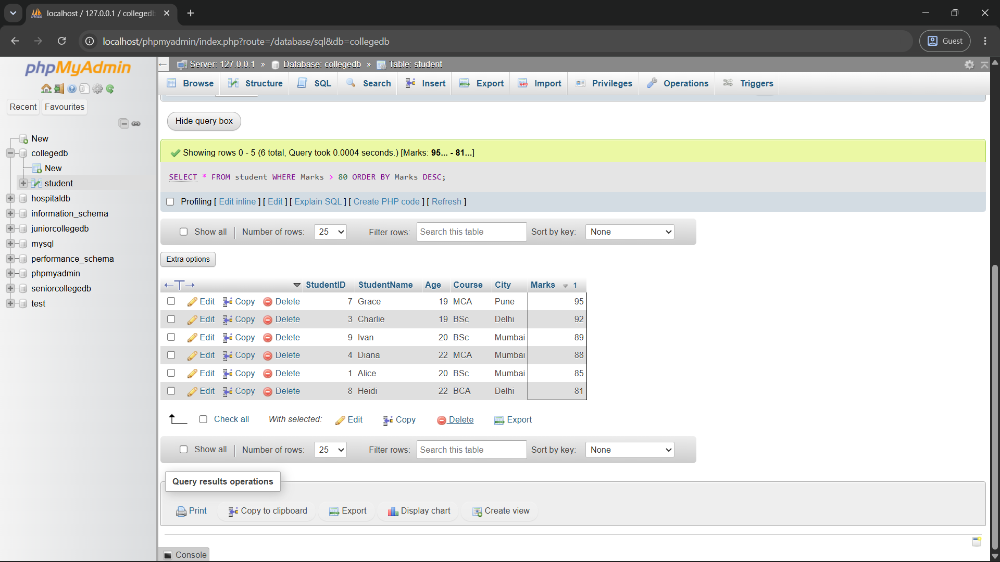 localhost / 127.0.0.1 / collegedb
localhost/phpmyadmin/index.php?route=/database/sql&db=collegedb
Guest
phpMyAdmin
Recent Favourites
New
collegedb
New
student
hospitaldb
information_schema
juniorcollegedb
mysql
performance_schema
phpmyadmin
seniorcollegedb
test
Server: 127.0.0.1 » Database: collegedb » Table: student
Browse Structure SQL Search Insert Export Import Privileges Operations Triggers
Hide query box
Showing rows 0 - 5 (6 total, Query took 0.0004 seconds.) [Marks: 95... - 81...]
SELECT * FROM student WHERE Marks > 80 ORDER BY Marks DESC;
Profiling [ Edit inline ] [ Edit ] [ Explain SQL ] [ Create PHP code ] [ Refresh ]
Show all Number of rows: 25 Filter rows: Search this table Sort by key: None
Extra options
StudentID StudentName Age Course City Marks 1
Edit Copy Delete 7 Grace 19 MCA Pune 95
Edit Copy Delete 3 Charlie 19 BSc Delhi 92
Edit Copy Delete 9 Ivan 20 BSc Mumbai 89
Edit Copy Delete 4 Diana 22 MCA Mumbai 88
Edit Copy Delete 1 Alice 20 BSc Mumbai 85
Edit Copy Delete 8 Heidi 22 BCA Delhi 81
Check all With selected: Edit Copy Delete Export
Show all Number of rows: 25 Filter rows: Search this table Sort by key: None
Query results operations
Print Copy to clipboard Export Display chart Create view
Console